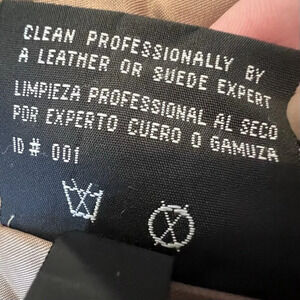 CLEAN PROFESSIONALLY BY
A LEATHER OR SUEDE EXPERT
LIMPIEZA PROFESSIONAL AL SECO
POR EXPERTO CUERO O GAMUZA
ID #. 001